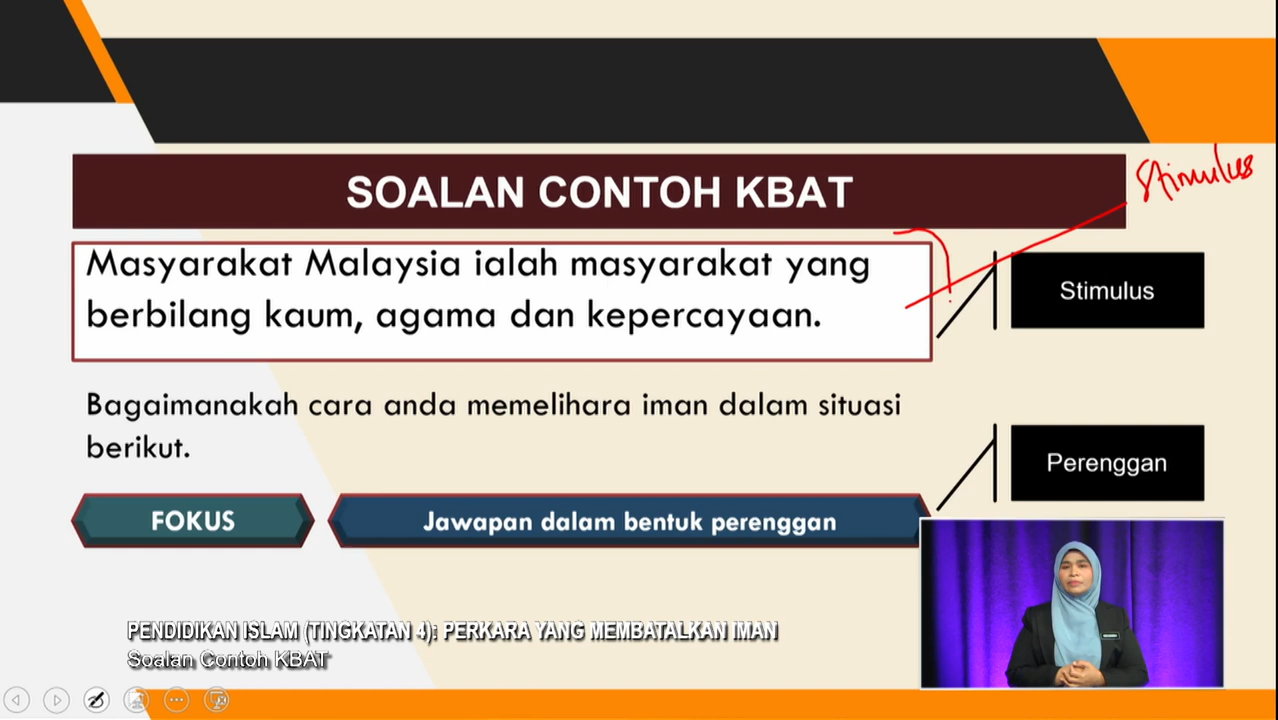 SOALAN CONTOH KBAT
Stimulus
Masyarakat Malaysia ialah masyarakat yang
berbilang kaum, agama dan kepercayaan.
Stimulus
Bagaimanakah cara anda memelihara iman dalam situasi
berikut.
Perenggan
FOKUS
Jawapan dalam bentuk perenggan
PENDIDIKAN ISLAM (TINGKATAN 4): PERKARA YANG MEMBATALKAN IMAN
Soalan Contoh KBAT